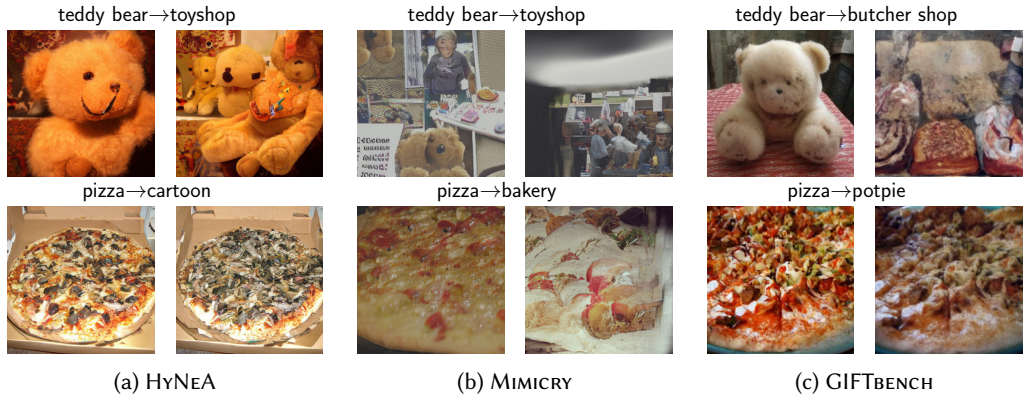 teddy bear→toyshop
teddy bear→toyshop
teddy bear→butcher shop
pizza→cartoon
pizza→bakery
pizza→potpie
(a) HYNEA
(b) MIMICRY
(c) GIFTBENCH